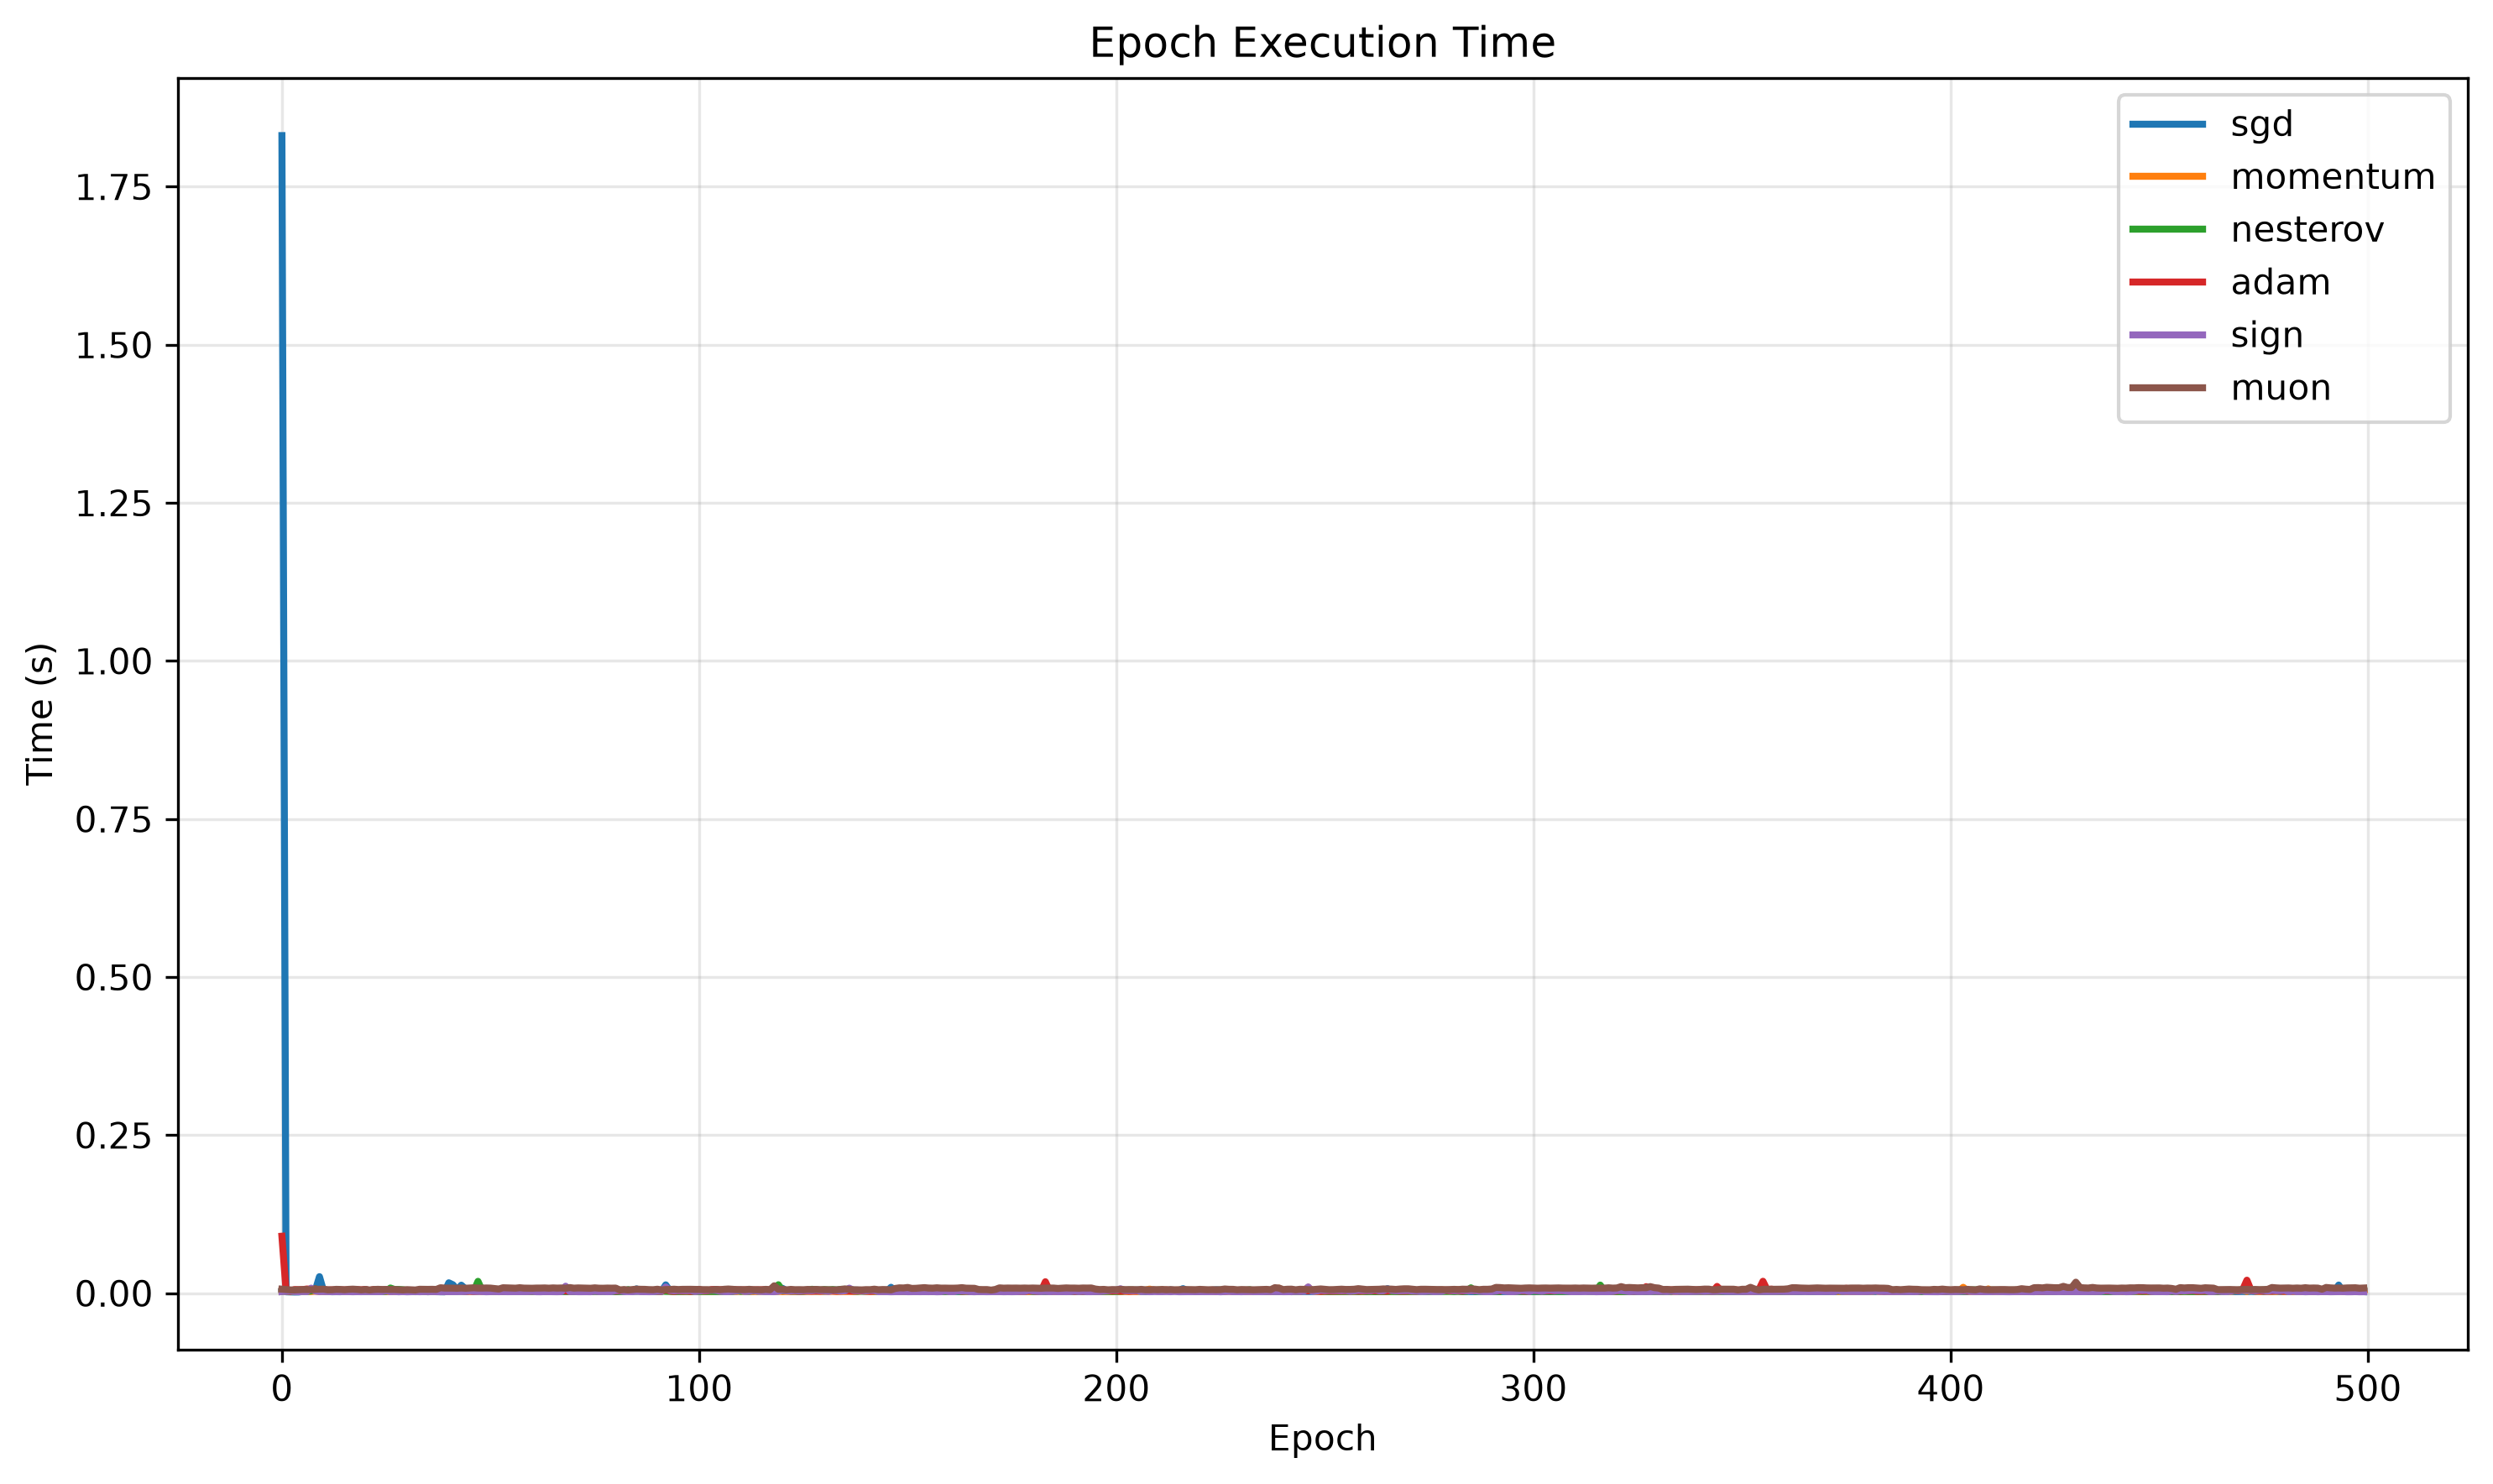 Epoch Execution Time
1.75
1.50
1.25
1.00
0.75
0.50
0.25
0.00
Time (s)
sgd
momentum
nesterov
adam
sign
muon
0 100 200 300 400 500
Epoch